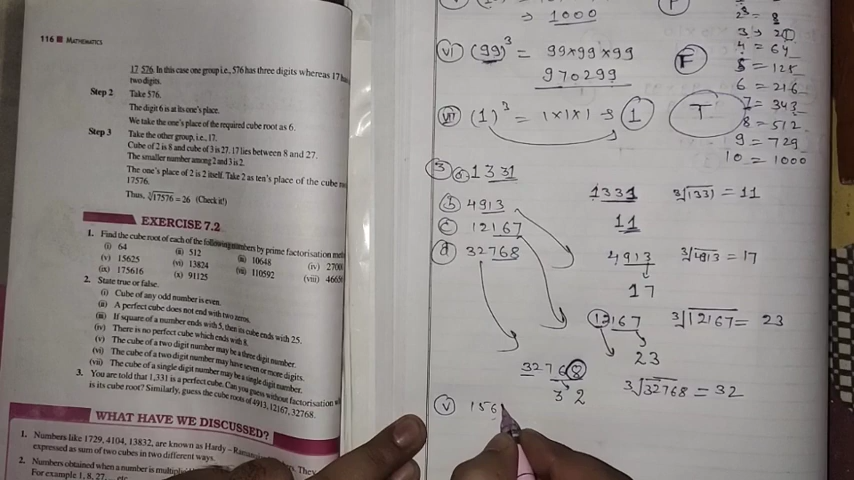 116 ■ MATHEMATICS
17 576. In this case one group i.e., 576 has three digits whereas 17 has
two digits.
Step 2 Take 576.
The digit 6 is at its one's place.
We take the one's place of the required cube root as 6.
Step 3 Take the other group, i.e., 17.
Cube of 2 is 8 and cube of 3 is 27. 17 lies between 8 and 27.
The smaller number among 2 and 3 is 2.
The one's place of 2 is 2 itself. Take 2 as ten's place of the cube
17576.
Thus, ∛17576 = 26 (Check it!)
EXERCISE 7.2
1. Find the cube root of each of the following numbers by prime factorisation
(i) 64 (ii) 512 (iii) 10648 (iv) 2700
(v) 15625 (vi) 13824 (vii) 110592 (viii) 4665
(ix) 175616 (x) 91125
2. State true or false.
(i) Cube of any odd number is even.
(ii) A perfect cube does not end with two zeros.
(iii) If square of a number ends with 5, then its cube ends with 25.
(iv) There is no perfect cube which ends with 8.
(v) The cube of a two digit number may be a three digit number.
(vi) The cube of a two digit number may have seven or more digits.
(vii) The cube of a single digit number may be a single digit number.
3. You are told that 1,331 is a perfect cube. Can you guess without factorisation
is its cube root? Similarly, guess the cube roots of 4913, 12167, 32768.
WHAT HAVE WE DISCUSSED?
1. Numbers like 1729, 4104, 13832, are known as Hardy – Ramanujan Numbers. They
expressed as sum of two cubes in two different ways.
2. Numbers obtained when a number is
For example 1, 8, 27, ... etc.
→ 1000
(vi) (99)³ = 99×99×99 F
970299
(vii) (1)³ = 1×1×1 → 1 T
2³ = 8
3 → 27
4 = 64
5 = 125
6 = 216
7 = 343
8 = 512
9 = 729
10 = 1000
③ ⓐ 1331
ⓑ 4913
ⓒ 12167
ⓓ 32768
1331 ∛1331 = 11
11
4913 ∛4913 = 17
17
12167 ∛12167 = 23
23
32768 ∛32768 = 32
3 2
(v) 156